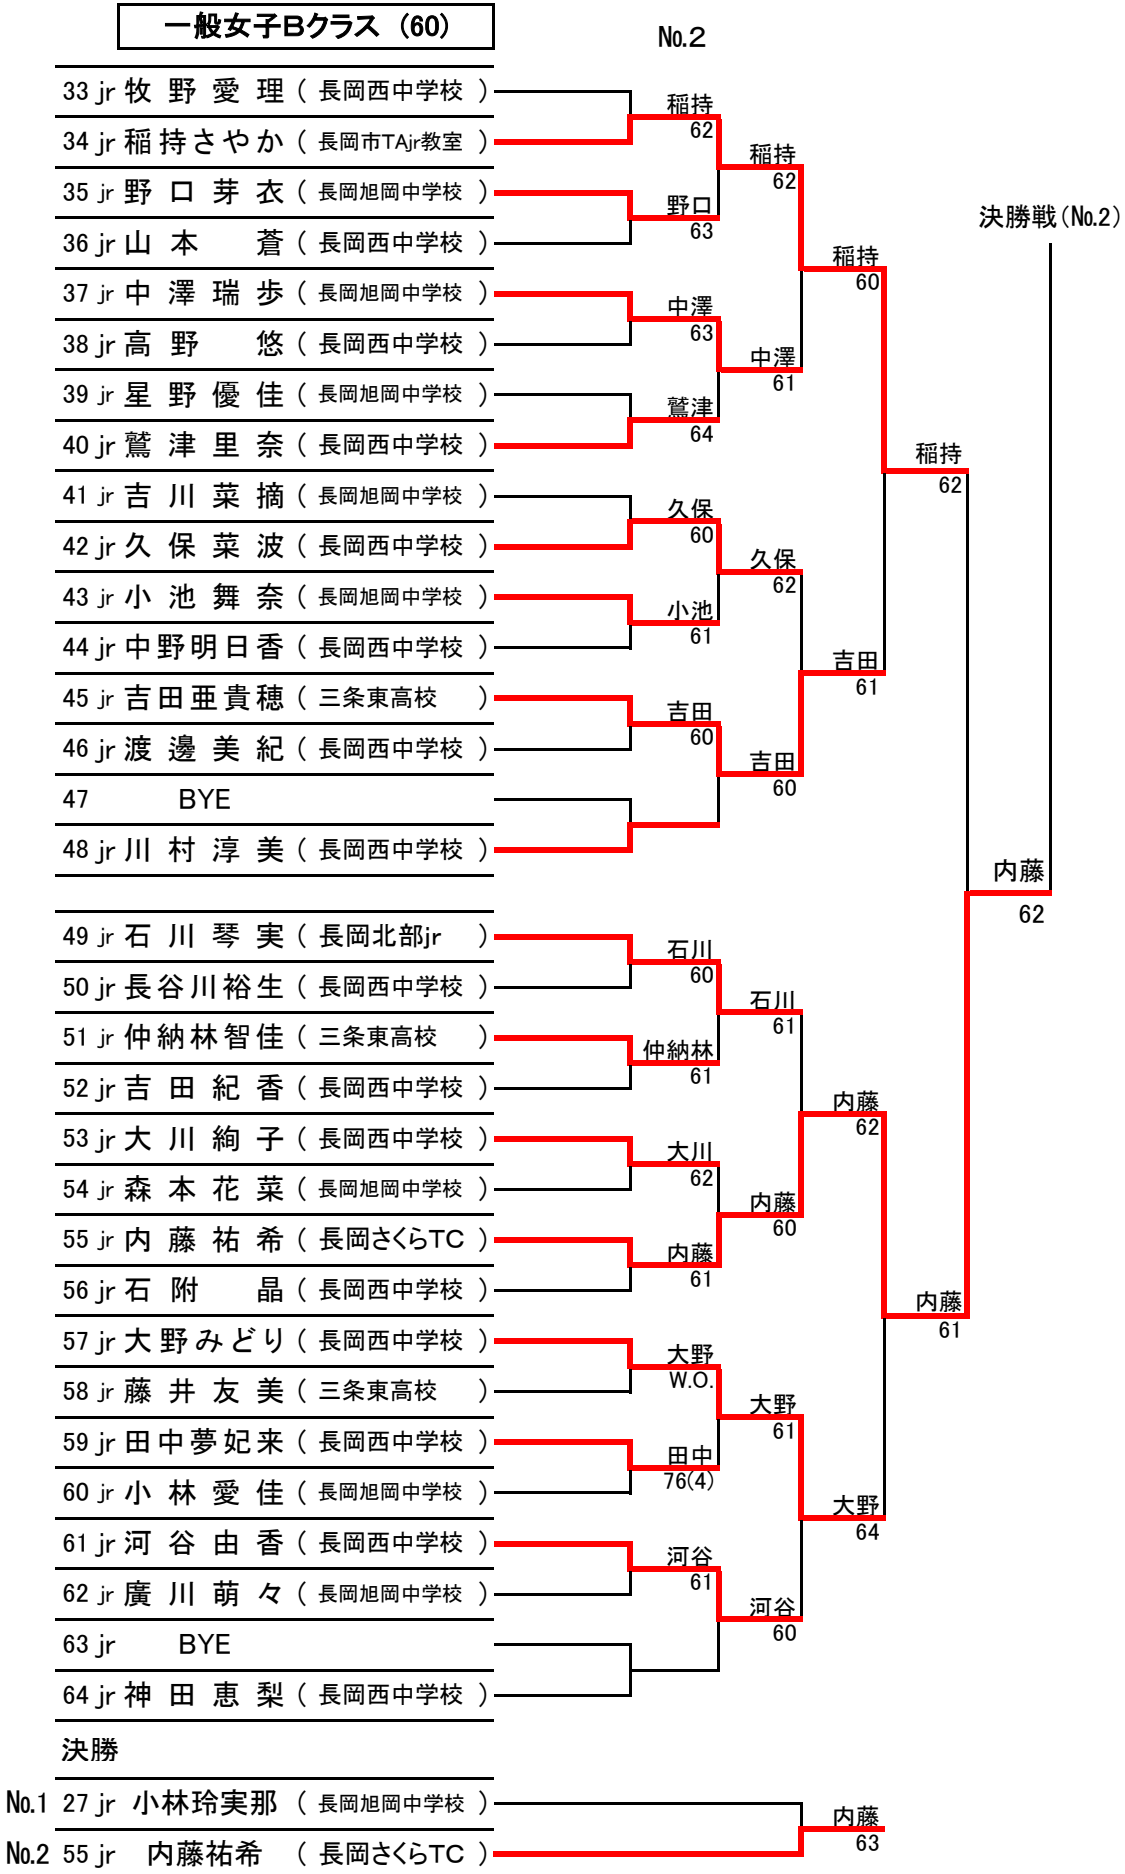 一般女子Bクラス (60)
No.2
33 jr 牧野愛理 ( 長岡西中学校 )
稲持
62
34 jr 稲持さやか ( 長岡市TAjr教室 )
稲持
62
35 jr 野口芽衣 ( 長岡旭岡中学校 )
野口
63
決勝戦(No.2)
36 jr 山本 蒼 ( 長岡西中学校 )
稲持
60
37 jr 中澤瑞歩 ( 長岡旭岡中学校 )
中澤
63
38 jr 高野 悠 ( 長岡西中学校 )
中澤
61
39 jr 星野優佳 ( 長岡旭岡中学校 )
鷲津
64
40 jr 鷲津里奈 ( 長岡西中学校 )
稲持
62
41 jr 吉川菜摘 ( 長岡旭岡中学校 )
久保
60
42 jr 久保菜波 ( 長岡西中学校 )
久保
62
43 jr 小池舞奈 ( 長岡旭岡中学校 )
小池
61
44 jr 中野明日香 ( 長岡西中学校 )
吉田
61
45 jr 吉田亜貴穂 ( 三条東高校 )
吉田
60
46 jr 渡邊美紀 ( 長岡西中学校 )
吉田
60
47 BYE
48 jr 川村淳美 ( 長岡西中学校 )
内藤
62
49 jr 石川琴実 ( 長岡北部jr )
石川
60
50 jr 長谷川裕生 ( 長岡西中学校 )
石川
61
51 jr 仲納林智佳 ( 三条東高校 )
仲納林
61
52 jr 吉田紀香 ( 長岡西中学校 )
内藤
62
53 jr 大川絢子 ( 長岡西中学校 )
大川
62
54 jr 森本花菜 ( 長岡旭岡中学校 )
内藤
60
55 jr 内藤祐希 ( 長岡さくらTC )
内藤
61
56 jr 石附 晶 ( 長岡西中学校 )
内藤
61
57 jr 大野みどり ( 長岡西中学校 )
大野
W.O.
58 jr 藤井友美 ( 三条東高校 )
大野
61
59 jr 田中夢妃来 ( 長岡西中学校 )
田中
76(4)
60 jr 小林愛佳 ( 長岡旭岡中学校 )
大野
64
61 jr 河谷由香 ( 長岡西中学校 )
河谷
61
62 jr 廣川萌々 ( 長岡旭岡中学校 )
河谷
60
63 jr BYE
64 jr 神田恵梨 ( 長岡西中学校 )
決勝
No.1 27 jr 小林玲実那 ( 長岡旭岡中学校 )
内藤
63
No.2 55 jr 内藤祐希 ( 長岡さくらTC )